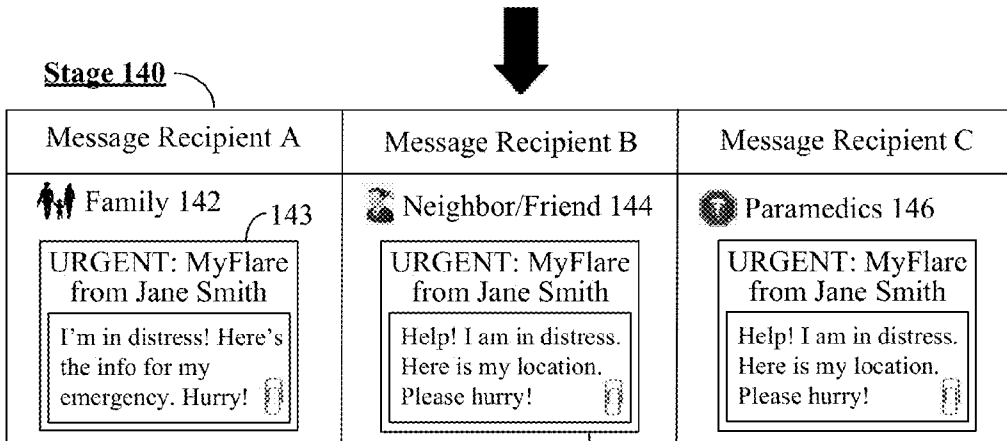 Stage 140
Message Recipient A
Message Recipient B
Message Recipient C
Family 142
143
URGENT: MyFlare
from Jane Smith
I'm in distress! Here's
the info for my
emergency. Hurry!
Neighbor/Friend 144
URGENT: MyFlare
from Jane Smith
Help! I am in distress.
Here is my location.
Please hurry!
Paramedics 146
URGENT: MyFlare
from Jane Smith
Help! I am in distress.
Here is my location.
Please hurry!